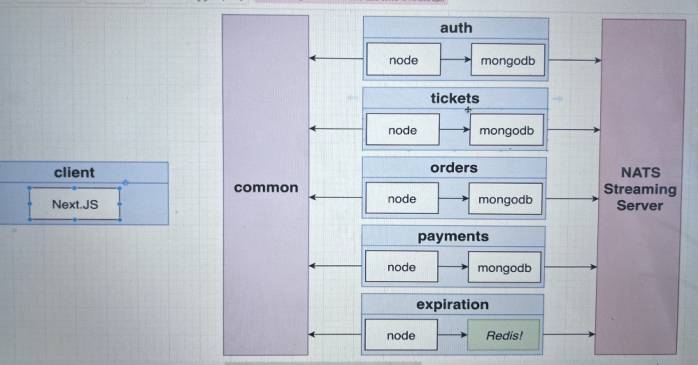 auth
node
mongodb
tickets
node
mongodb
client
Next.JS
common
orders
node
mongodb
NATS
Streaming
Server
payments
node
mongodb
expiration
node
Redis!